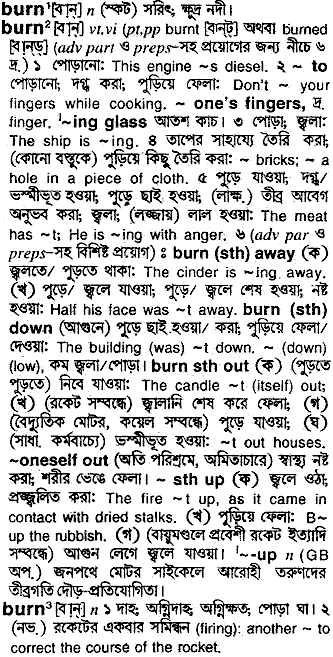 burn¹ [বা̱ন্] n (স্কট) সরিৎ; ক্ষুদ্র নদী।
burn² [বা̱ন্] vt,vi (pt,pp burnt [বা̱ন্ট্] অথবা burned
[বা̱ন্ড্] (adv part ও preps-সহ প্রয়োগের জন্য নীচে ৬
দ্র.) ১ পোড়ানো: This engine ~s diesel. ২ ~ to
পোড়ানো; দগ্ধ করা; পুড়িয়ে ফেলা: Don't ~ your
fingers while cooking. ~ one's fingers, দ্র.
finger. ˈ~ing glass আতশ কাচ। ৩ পোড়া; জ্বলা:
The ship is ~ing. ৪ তাপের সাহায্যে তৈরি করা;
(কোনো বস্তুকে) পুড়িয়ে কিছু তৈরি করা: ~ bricks; ~ a
hole in a piece of cloth. ৫ পুড়ে যাওয়া; দগ্ধ/
ভস্মীভূত হওয়া; পুড়ে ছাই হওয়া; (লাক্ষ.) তীব্র আবেগ
অনুভব করা; জ্বলা; (লজ্জায়) লাল হওয়া: The meat
has ~t; He is ~ing with anger. ৬ (adv par ও
preps-সহ বিশিষ্ট প্রয়োগ) : burn (sth) away (ক)
জ্বলতে/ পুড়তে থাকা: The cinder is ~ing away.
(খ) পুড়ে/ জ্বলে যাওয়া; পুড়ে/ জ্বলে শেষ হওয়া; নষ্ট
হওয়া: Half his face was ~t away. burn (sth)
down (আগুনে) পুড়ে ছাই হওয়া/ করা; পুড়িয়ে ফেলা/
দেওয়া: The building (was) ~t down. ~ (down)
(low), কম জ্বলা/পোড়া। burn sth out (ক) (পুড়তে
পুড়তে) নিবে যাওয়া: The candle ~t (itself) out;
(খ) (রকেট সম্বন্ধে) জ্বালানি শেষ করে ফেলা; (গ)
(বৈদ্যুতিক মোটর, কয়েল সম্বন্ধে) পুড়ে যাওয়া; (ঘ)
(সাধা. কর্মবাচ্যে) ভস্মীভূত হওয়া: ~t out houses.
~oneself out (অতি পরিশ্রমে, অমিতাচারে) স্বাস্থ্য নষ্ট
করা; শরীর ভেঙে ফেলা। ~ sth up (ক) জ্বলে ওঠা;
প্রজ্বলিত করা: The fire ~t up, as it came in
contact with dried stalks. (খ) পুড়িয়ে ফেলা: B~
up the rubbish. (গ) (বায়ুমণ্ডলে প্রবেশী রকেট ইত্যাদি
সম্বন্ধে) আগুন লেগে জ্বলে যাওয়া। ˈ~-up n (GB
অপ.) জনপথে মোটর সাইকেলে আরোহী তরুণদের
তীব্রগতি দৌড়-প্রতিযোগিতা।
burn³ [বা̱ন্] n ১ দাহ; অগ্নিদাহ; অগ্নিক্ষত; পোড়া ঘা। ২
(নভ.) রকেটের একবার সমিন্ধন (firing): another ~ to
correct the course of the rocket.